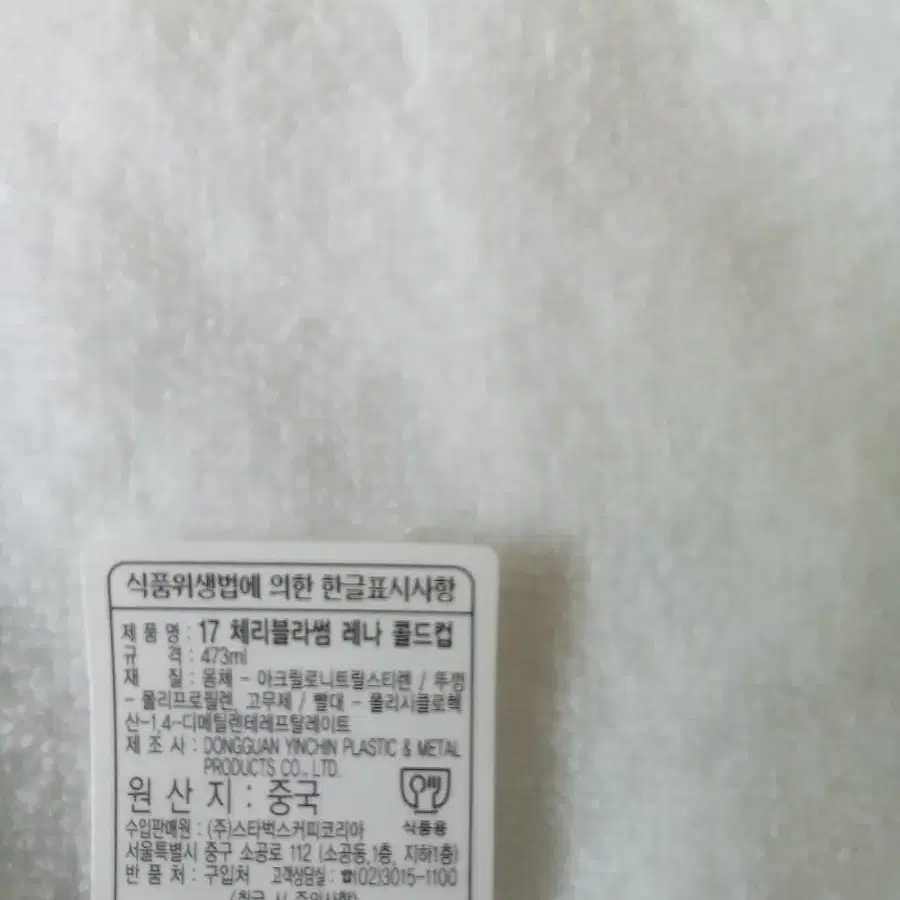 식품위생법에 의한 한글표시사항
제 품 명 : 17 체리블라썸 레나 콜드컵
규 격 : 473ml
재 질 : 몸체 - 아크릴로니트릴스티렌 / 뚜껑
- 폴리프로필렌, 고무제 / 빨대 - 폴리시클로헥
산-1,4-디메틸렌테레프탈레이트
제 조 사 : DONGGUAN YINCHIN PLASTIC & METAL
PRODUCTS CO., LTD.
원 산 지 : 중국
식품용
수입판매원 : (주)스타벅스커피코리아
서울특별시 중구 소공로 112 (소공동,1층, 지하1층)
반 품 처 : 구입처 고객상담실 : ☎(02)3015-1100
(취급 시 주의사항)